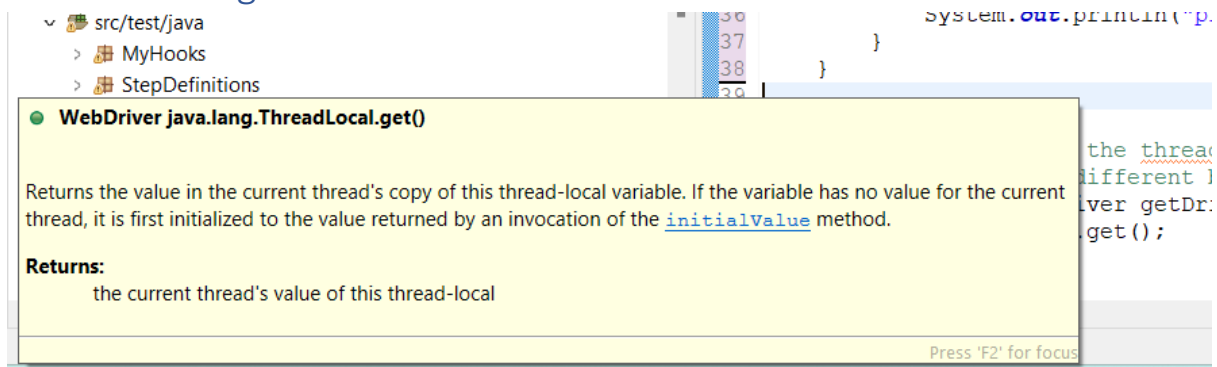 src/test/java
MyHooks
StepDefinitions
36 System.out.println("p
37 }
38 }
39
WebDriver java.lang.ThreadLocal.get()
Returns the value in the current thread's copy of this thread-local variable. If the variable has no value for the current
thread, it is first initialized to the value returned by an invocation of the initialValue method.
Returns:
the current thread's value of this thread-local
Press 'F2' for focus
the thread
different
iver getDri
.get();